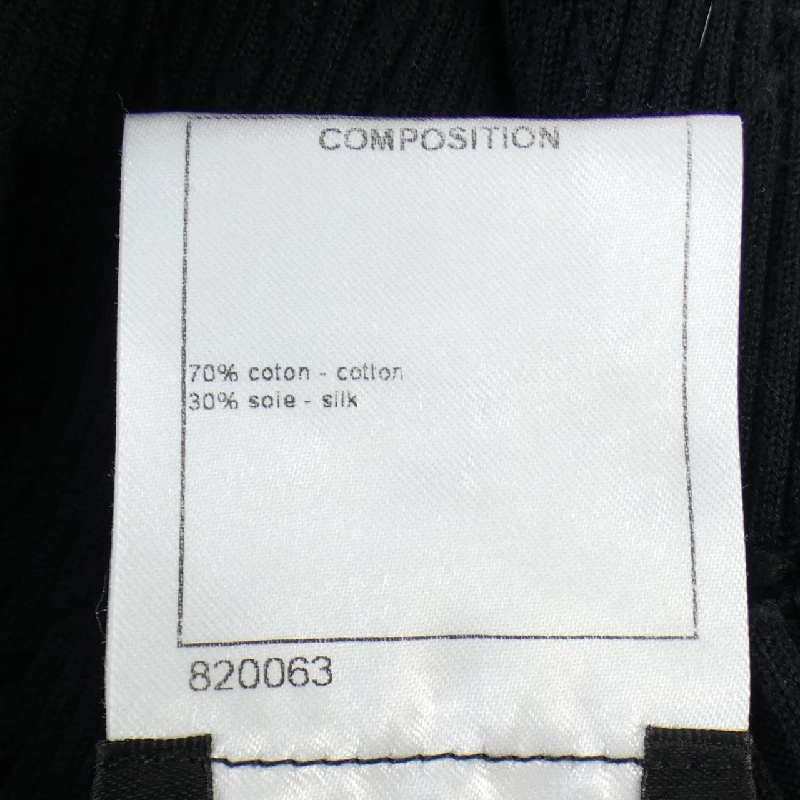 COMPOSITION
70% coton - cotton
30% soie - silk
820063